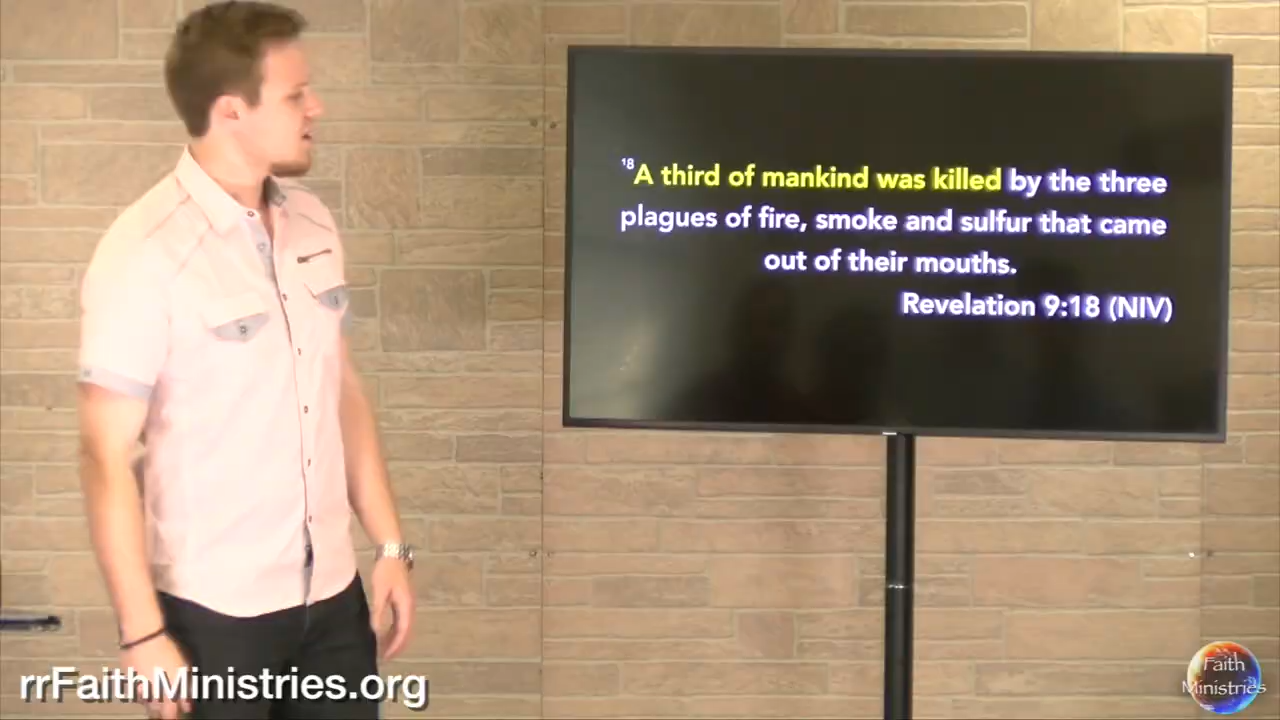 18A third of mankind was killed by the three
plagues of fire, smoke and sulfur that came
out of their mouths.
Revelation 9:18 (NIV)
rrFaithMinistries.org
Faith
Ministries